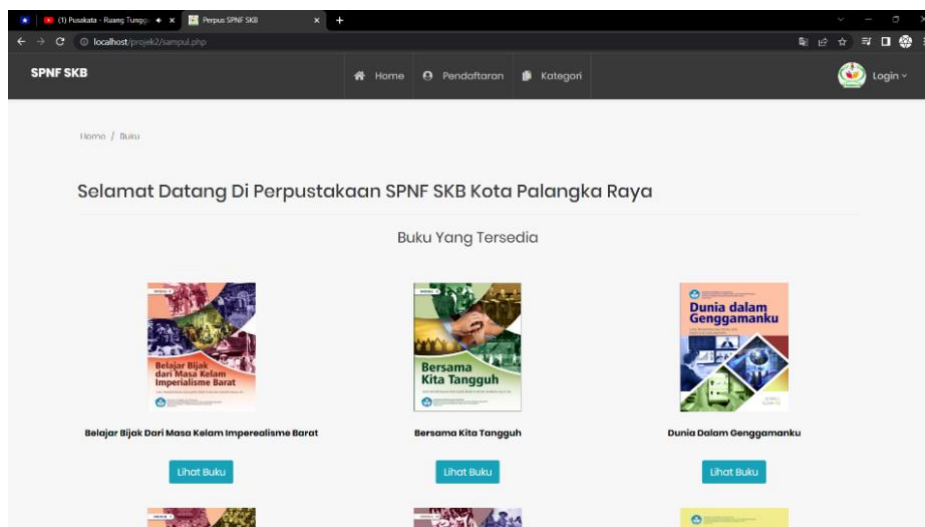 (1) Pusakata - Ruang Tungg
Perpus SPNF SKB
localhost/projek2/sampul.php
SPNF SKB
Home
Pendaftaran
Kategori
Login
Home / Buku
Selamat Datang Di Perpustakaan SPNF SKB Kota Palangka Raya
Buku Yang Tersedia
Belajar Bijak
dari Masa Kelam
Imperialisme Barat
Bersama
Kita Tangguh
Dunia dalam
Genggamanku
Belajar Bijak Dari Masa Kelam Imperealisme Barat
Bersama Kita Tangguh
Dunia Dalam Genggamanku
Lihat Buku
Lihat Buku
Lihat Buku